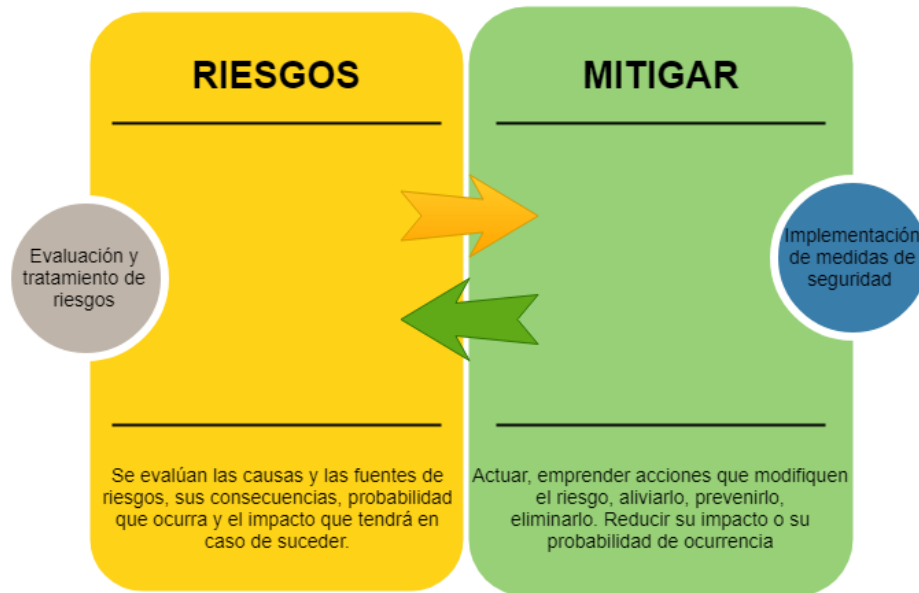 RIESGOS
MITIGAR
Evaluación y
tratamiento de
riesgos
Implementación
de medidas de
seguridad
Se evalúan las causas y las fuentes de
riesgos, sus consecuencias, probabilidad
que ocurra y el impacto que tendrá en
caso de suceder.
Actuar, emprender acciones que modifiquen
el riesgo, aliviarlo, prevenirlo,
eliminarlo. Reducir su impacto o su
probabilidad de ocurrencia